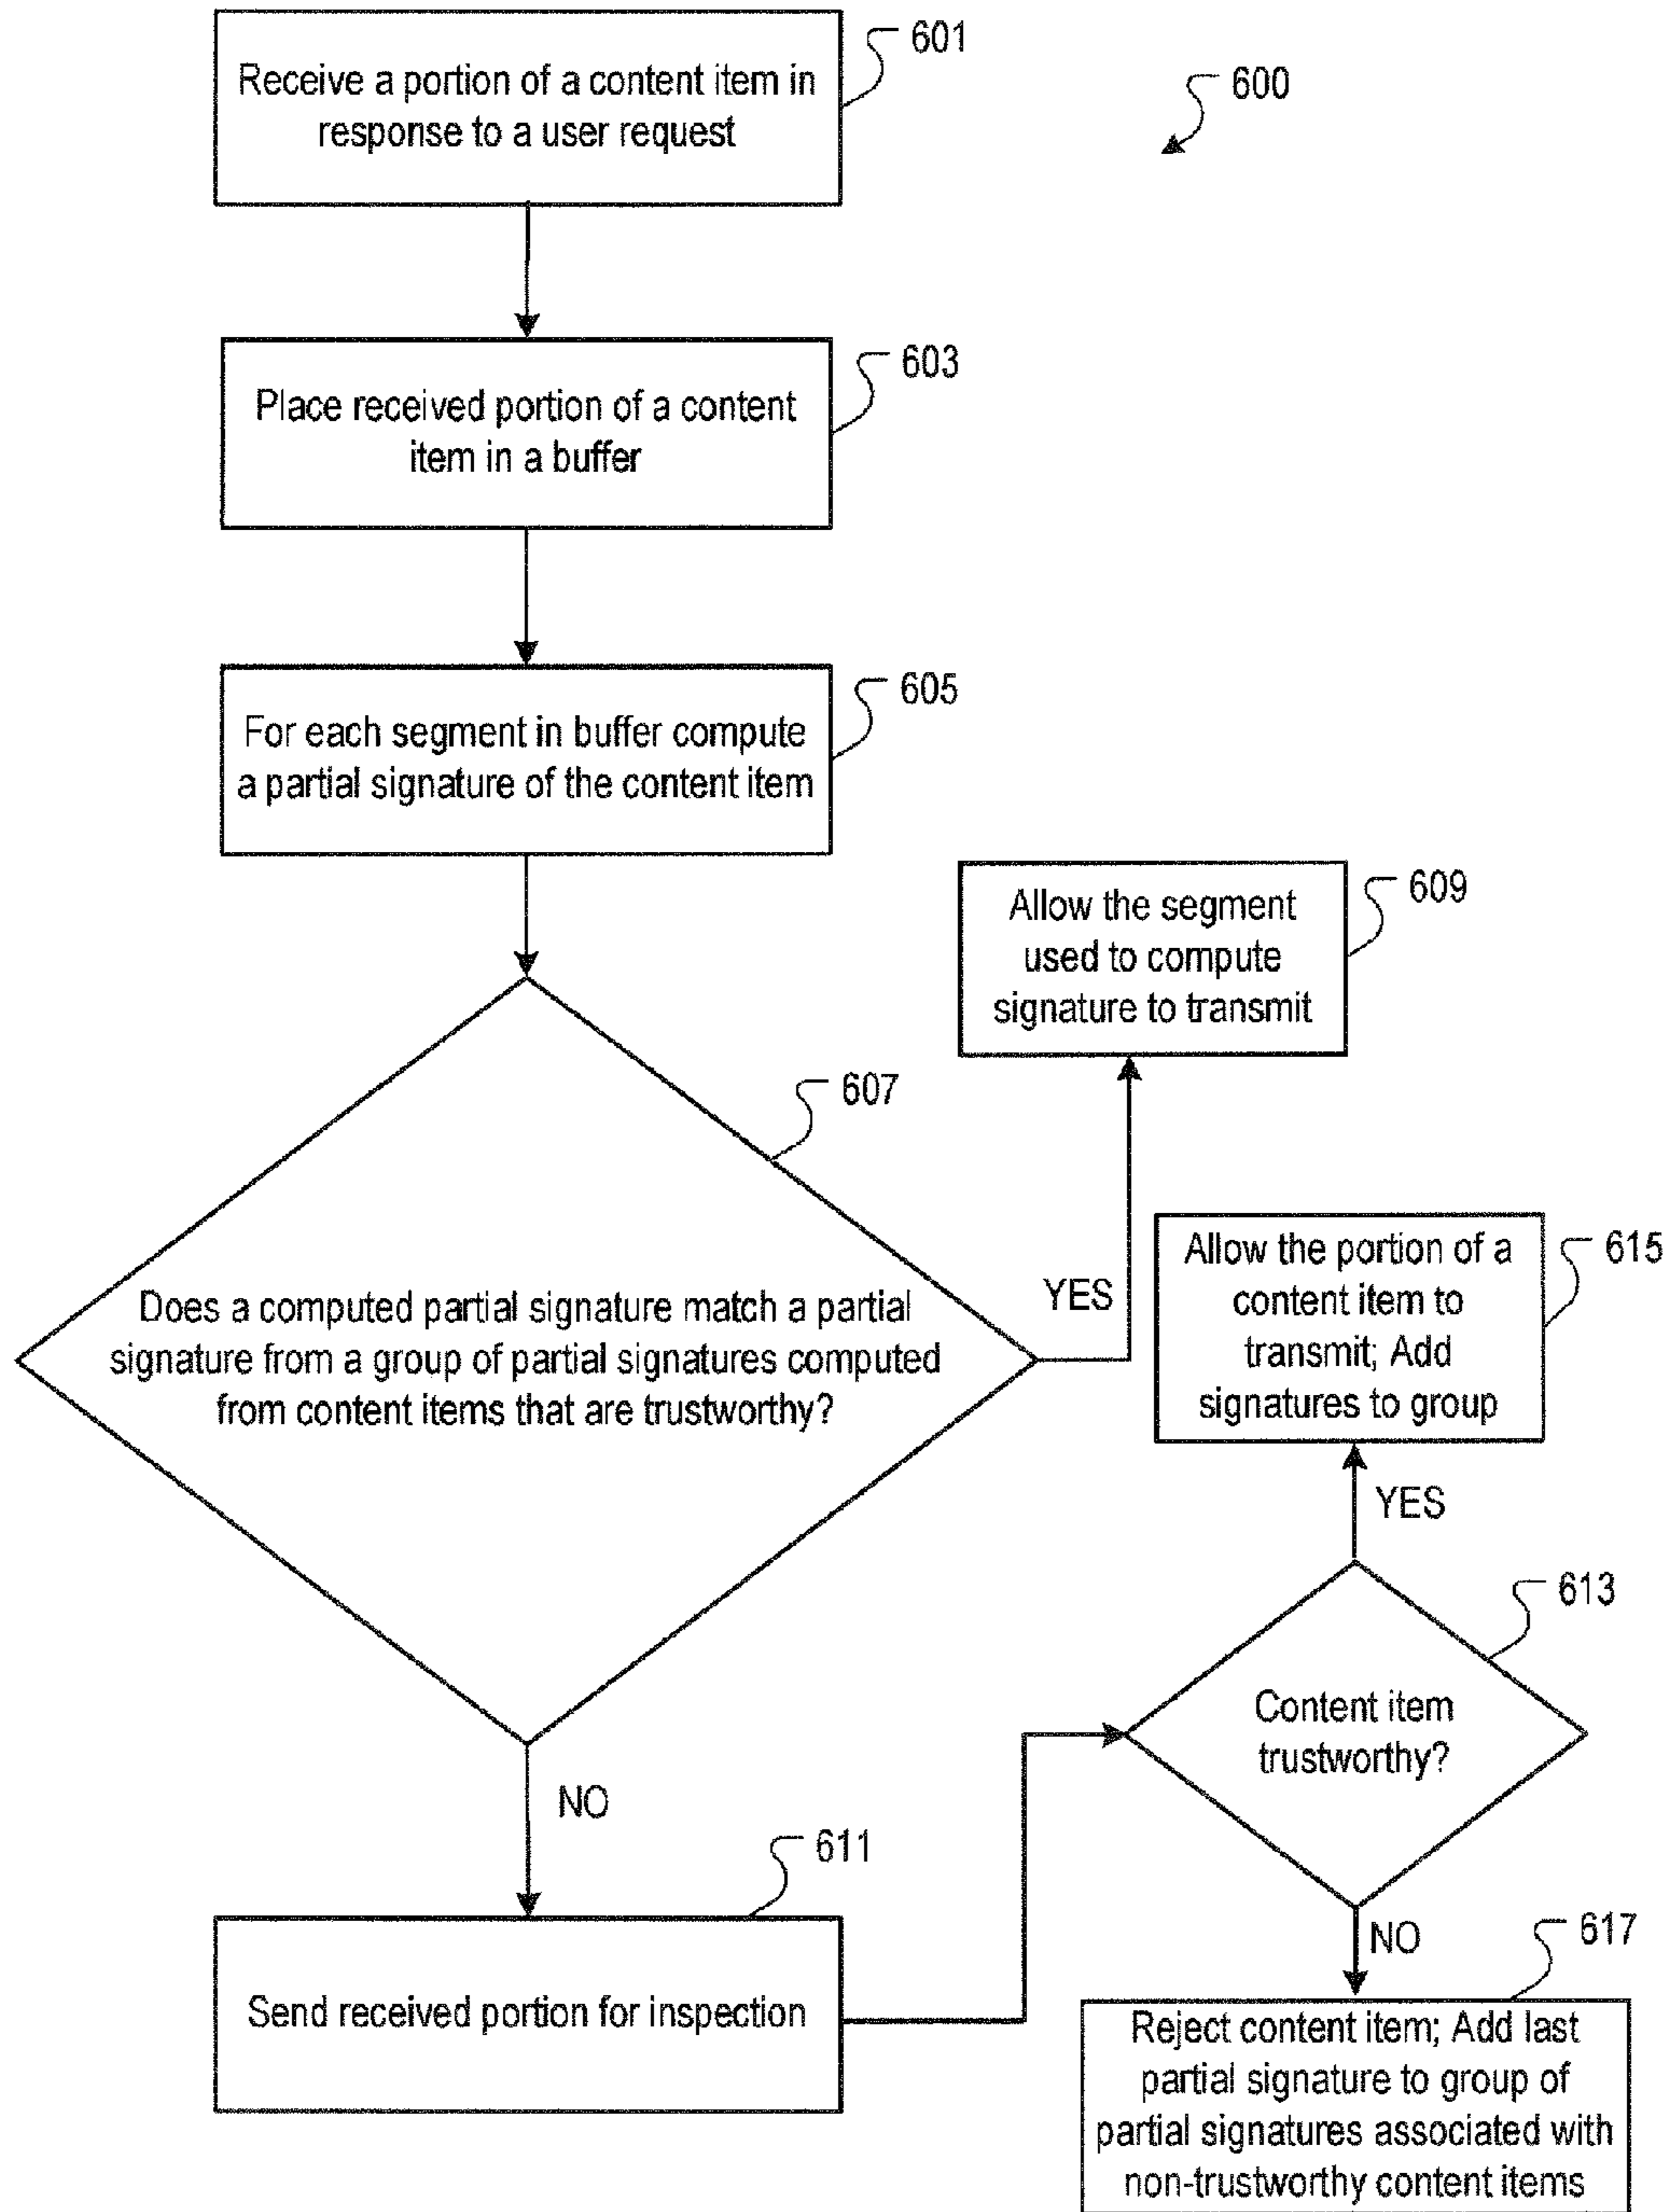 Receive a portion of a content item in
response to a user request
601
600
Place received portion of a content
item in a buffer
603
For each segment in buffer compute
a partial signature of the content item
605
Allow the segment
used to compute
signature to transmit
609
607
Does a computed partial signature match a partial
signature from a group of partial signatures computed
from content items that are trustworthy?
YES
Allow the portion of a
content item to
transmit; Add
signatures to group
615
YES
613
Content item
trustworthy?
NO
611
Send received portion for inspection
NO
617
Reject content item; Add last
partial signature to group of
partial signatures associated with
non-trustworthy content items